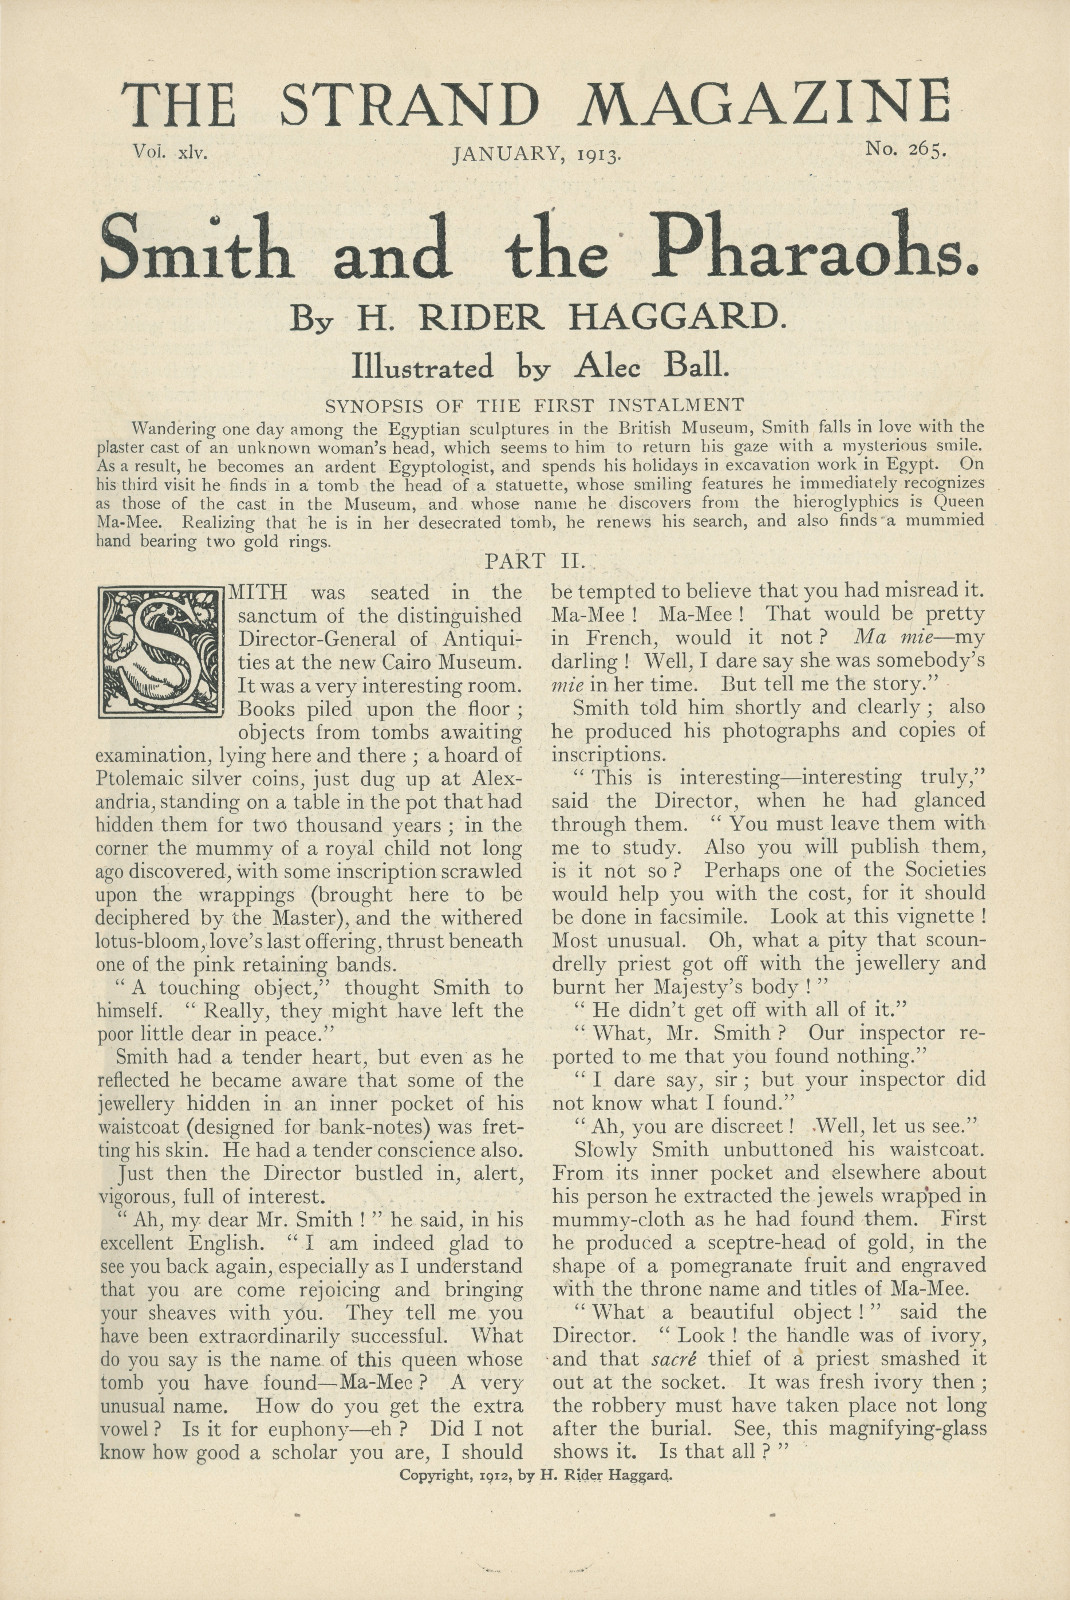 THE STRAND MAGAZINE
Vol. xlv.
JANUARY, 1913.
No. 265.
Smith and the Pharaohs.
By H. RIDER HAGGARD.
Illustrated by Alec Ball.
SYNOPSIS OF THE FIRST INSTALMENT
Wandering one day among the Egyptian sculptures in the British Museum, Smith falls in love with the
plaster cast of an unknown woman's head, which seems to him to return his gaze with a mysterious smile.
As a result, he becomes an ardent Egyptologist, and spends his holidays in excavation work in Egypt. On
his third visit he finds in a tomb the head of a statuette, whose smiling features he immediately recognizes
as those of the cast in the Museum, and whose name he discovers from the hieroglyphics is Queen
Ma-Mee. Realizing that he is in her desecrated tomb, he renews his search, and also finds a mummied
hand bearing two gold rings.
PART II.
SMITH was seated in the
sanctum of the distinguished
Director-General of Antiqui-
ties at the new Cairo Museum.
It was a very interesting room.
Books piled upon the floor ;
objects from tombs awaiting
examination, lying here and there ; a hoard of
Ptolemaic silver coins, just dug up at Alex-
andria, standing on a table in the pot that had
hidden them for two thousand years ; in the
corner the mummy of a royal child not long
ago discovered, with some inscription scrawled
upon the wrappings (brought here to be
deciphered by the Master), and the withered
lotus-bloom, love's last offering, thrust beneath
one of the pink retaining bands.
“ A touching object,” thought Smith to
himself. “ Really, they might have left the
poor little dear in peace.”
Smith had a tender heart, but even as he
reflected he became aware that some of the
jewellery hidden in an inner pocket of his
waistcoat (designed for bank-notes) was fret-
ting his skin. He had a tender conscience also.
Just then the Director bustled in, alert,
vigorous, full of interest.
“ Ah, my dear Mr. Smith ! ” he said, in his
excellent English. “ I am indeed glad to
see you back again, especially as I understand
that you are come rejoicing and bringing
your sheaves with you. They tell me you
have been extraordinarily successful. What
do you say is the name of this queen whose
tomb you have found—Ma-Mee ? A very
unusual name. How do you get the extra
vowel ? Is it for euphony—eh ? Did I not
know how good a scholar you are, I should
be tempted to believe that you had misread it.
Ma-Mee ! Ma-Mee ! That would be pretty
in French, would it not ? Ma mie—my
darling ! Well, I dare say she was somebody's
mie in her time. But tell me the story.”
Smith told him shortly and clearly ; also
he produced his photographs and copies of
inscriptions.
“ This is interesting—interesting truly,”
said the Director, when he had glanced
through them. “ You must leave them with
me to study. Also you will publish them,
is it not so ? Perhaps one of the Societies
would help you with the cost, for it should
be done in facsimile. Look at this vignette !
Most unusual. Oh, what a pity that scoun-
drelly priest got off with the jewellery and
burnt her Majesty's body ! ”
“ He didn't get off with all of it.”
“ What, Mr. Smith ? Our inspector re-
ported to me that you found nothing.”
“ I dare say, sir ; but your inspector did
not know what I found.”
“ Ah, you are discreet ! Well, let us see.”
Slowly Smith unbuttoned his waistcoat.
From its inner pocket and elsewhere about
his person he extracted the jewels wrapped in
mummy-cloth as he had found them. First
he produced a sceptre-head of gold, in the
shape of a pomegranate fruit and engraved
with the throne name and titles of Ma-Mee.
“ What a beautiful object ! ” said the
Director. “ Look ! the handle was of ivory,
and that sacré thief of a priest smashed it
out at the socket. It was fresh ivory then ;
the robbery must have taken place not long
after the burial. See, this magnifying-glass
shows it. Is that all ? ”
Copyright, 1912, by H. Rider Haggard.